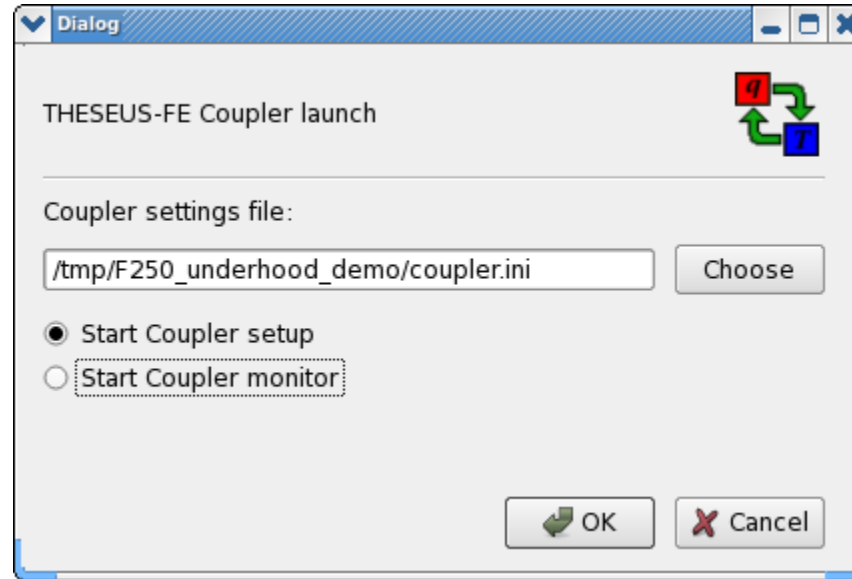 Dialog
THESEUS-FE Coupler launch
q
T
Coupler settings file:
/tmp/F250_underhood_demo/coupler.ini
Choose
Start Coupler setup
Start Coupler monitor
OK
Cancel